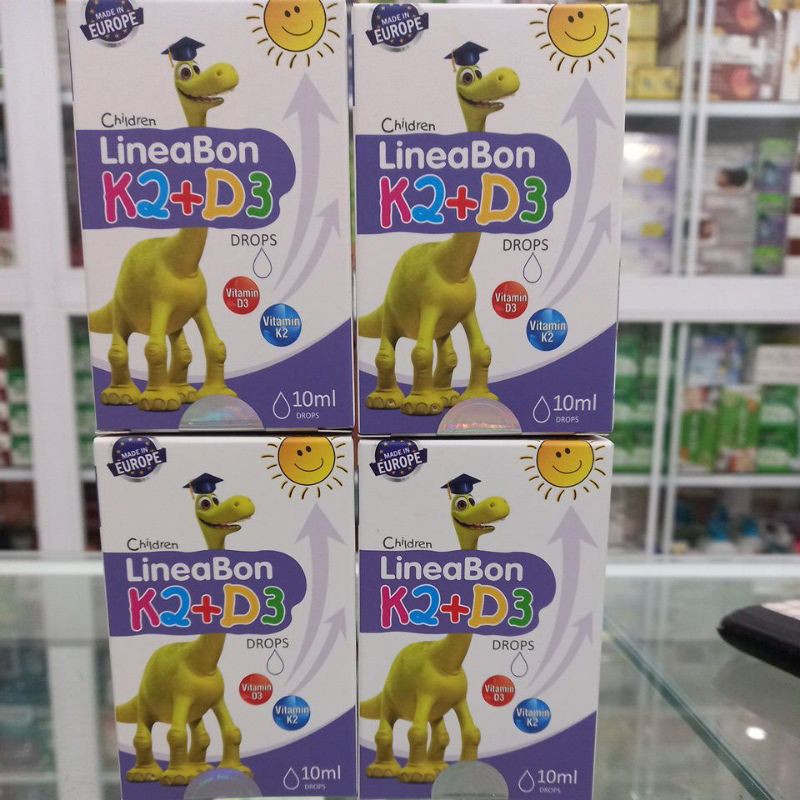 MADE IN
EUROPE
Children
LineaBon
K2+D3
DROPS
Vitamin
D3
Vitamin
K2
10ml
DROPS
MADE IN
EUROPE
Children
LineaBon
K2+D3
DROPS
Vitamin
D3
Vitamin
K2
10ml
DROPS
MADE IN
EUROPE
Children
LineaBon
K2+D3
DROPS
Vitamin
D3
Vitamin
K2
10ml
DROPS
MADE IN
EUROPE
Children
LineaBon
K2+D3
DROPS
Vitamin
D3
Vitamin
K2
10ml
DROPS